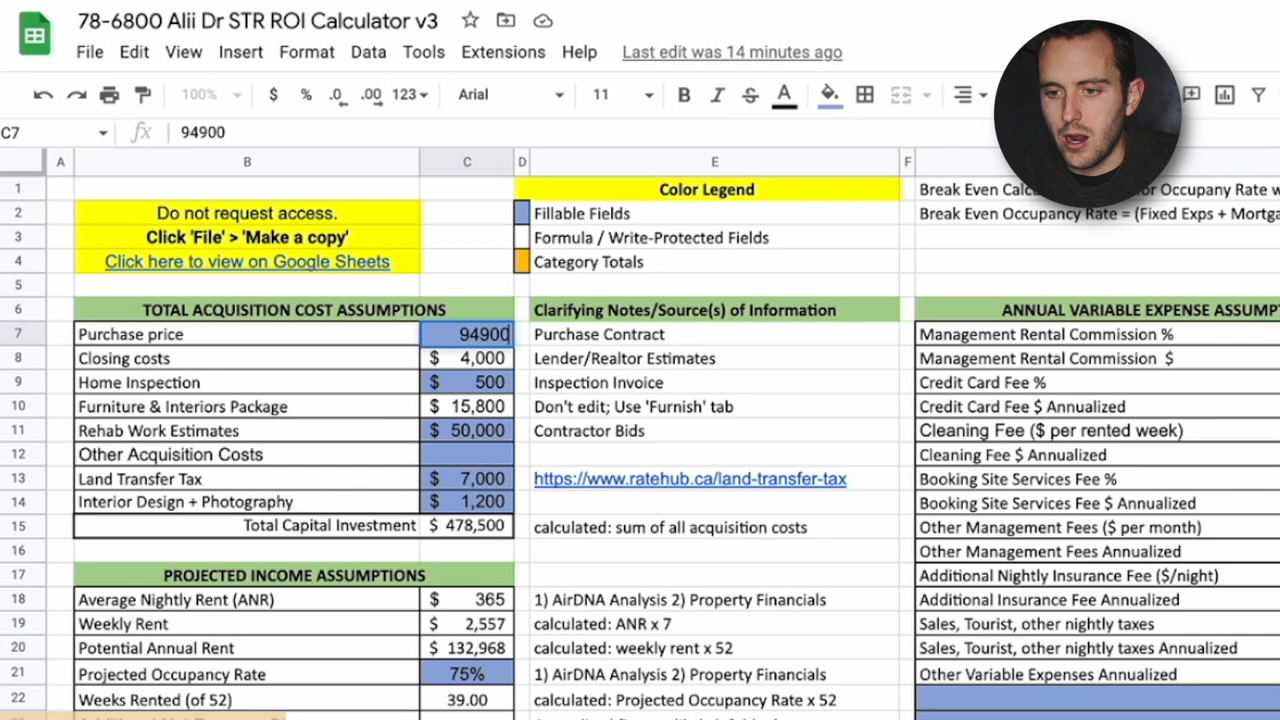 78-6800 Alii Dr STR ROI Calculator v3
File Edit View Insert Format Data Tools Extensions Help Last edit was 14 minutes ago
100% $ % .0 .00 123 Arial 11 B I S A
C7 fx 94900
A B C D E F
1 Color Legend Break Even
2 Do not request access. Fillable Fields Break Even Occupancy Rate = (Fixed Exps +
3 Click 'File' > 'Make a copy' Formula / Write-Protected Fields
4 Click here to view on Google Sheets Category Totals
5
6 TOTAL ACQUISITION COST ASSUMPTIONS Clarifying Notes/Source(s) of Information ANNUAL VARIABLE EXPENSE
7 Purchase price 94900 Purchase Contract Management Rental Commission %
8 Closing costs $ 4,000 Lender/Realtor Estimates Management Rental Commission $
9 Home Inspection $ 500 Inspection Invoice Credit Card Fee %
10 Furniture & Interiors Package $ 15,800 Don't edit; Use 'Furnish' tab Credit Card Fee $ Annualized
11 Rehab Work Estimates $ 50,000 Contractor Bids Cleaning Fee ($ per rented week)
12 Other Acquisition Costs Cleaning Fee $ Annualized
13 Land Transfer Tax $ 7,000 https://www.ratehub.ca/land-transfer-tax Booking Site Services Fee %
14 Interior Design + Photography $ 1,200 Booking Site Services Fee $ Annualized
15 Total Capital Investment $ 478,500 calculated: sum of all acquisition costs Other Management Fees ($ per month)
16 Other Management Fees Annualized
17 PROJECTED INCOME ASSUMPTIONS Additional Nightly Insurance Fee ($/night)
18 Average Nightly Rent (ANR) $ 365 1) AirDNA Analysis 2) Property Financials Additional Insurance Fee Annualized
19 Weekly Rent $ 2,557 calculated: ANR x 7 Sales, Tourist, other nightly taxes
20 Potential Annual Rent $ 132,968 calculated: weekly rent x 52 Sales, Tourist, other nightly taxes Annualized
21 Projected Occupancy Rate 75% 1) AirDNA Analysis 2) Property Financials Other Variable Expenses Annualized
22 Weeks Rented (of 52) 39.00 calculated: Projected Occupancy Rate x 52